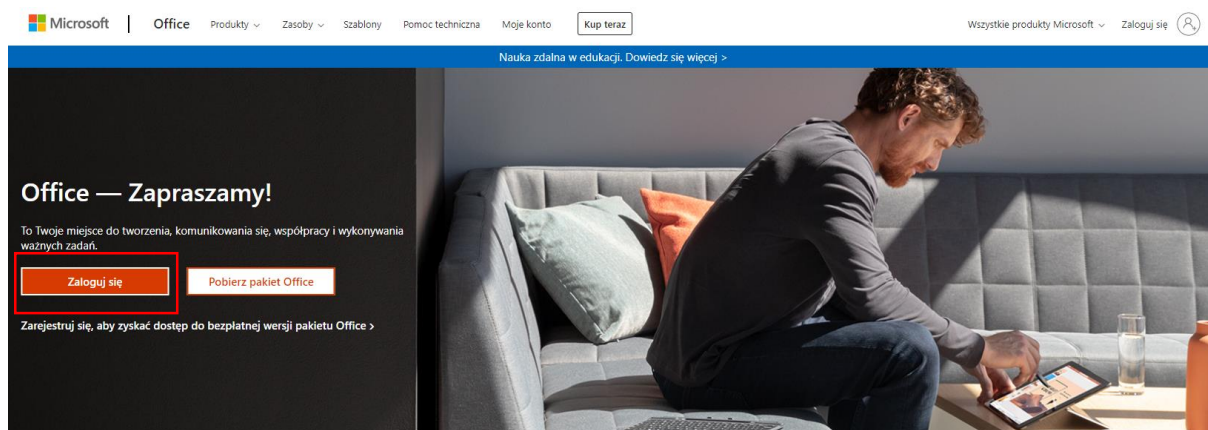 Microsoft Office Produkty Zasoby Szablony Pomoc techniczna Moje konto Kup teraz Wszystkie produkty Microsoft Zaloguj się
Nauka zdalna w edukacji. Dowiedz się więcej >
Office — Zapraszamy!
To Twoje miejsce do tworzenia, komunikowania się, współpracy i wykonywania
ważnych zadań.
Zaloguj się Pobierz pakiet Office
Zarejestruj się, aby zyskać dostęp do bezpłatnej wersji pakietu Office >